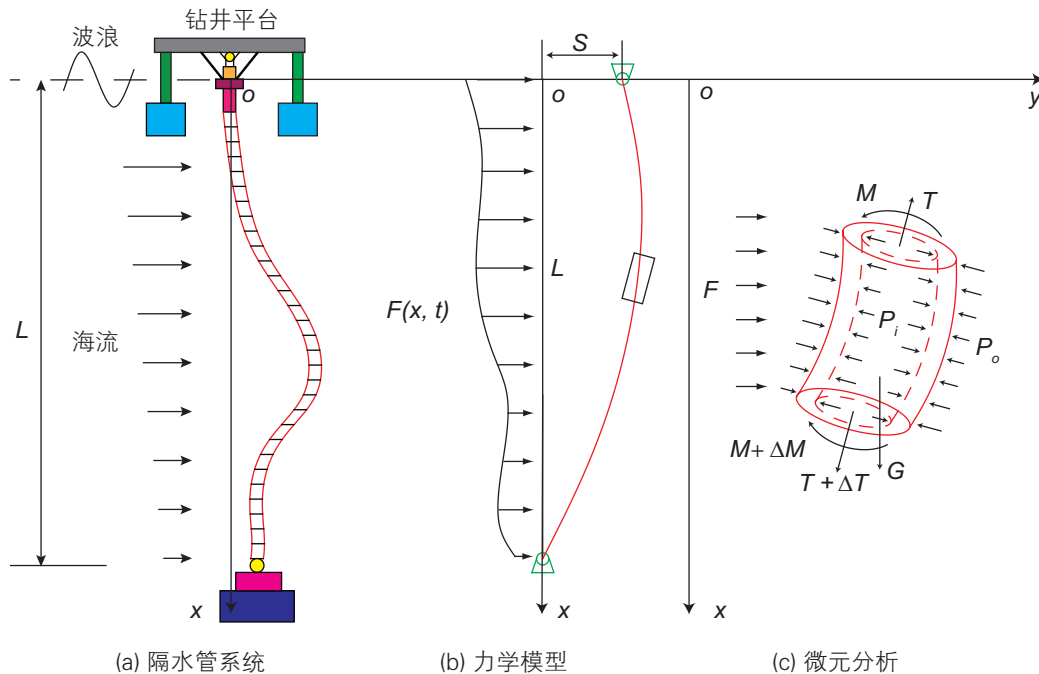 钻井平台
波浪
o
L
海流
x
(a) 隔水管系统
S
o
F(x, t)
L
x
(b) 力学模型
o
y
M
T
F
P_i
P_o
M+ ΔM
T + ΔT
G
x
(c) 微元分析